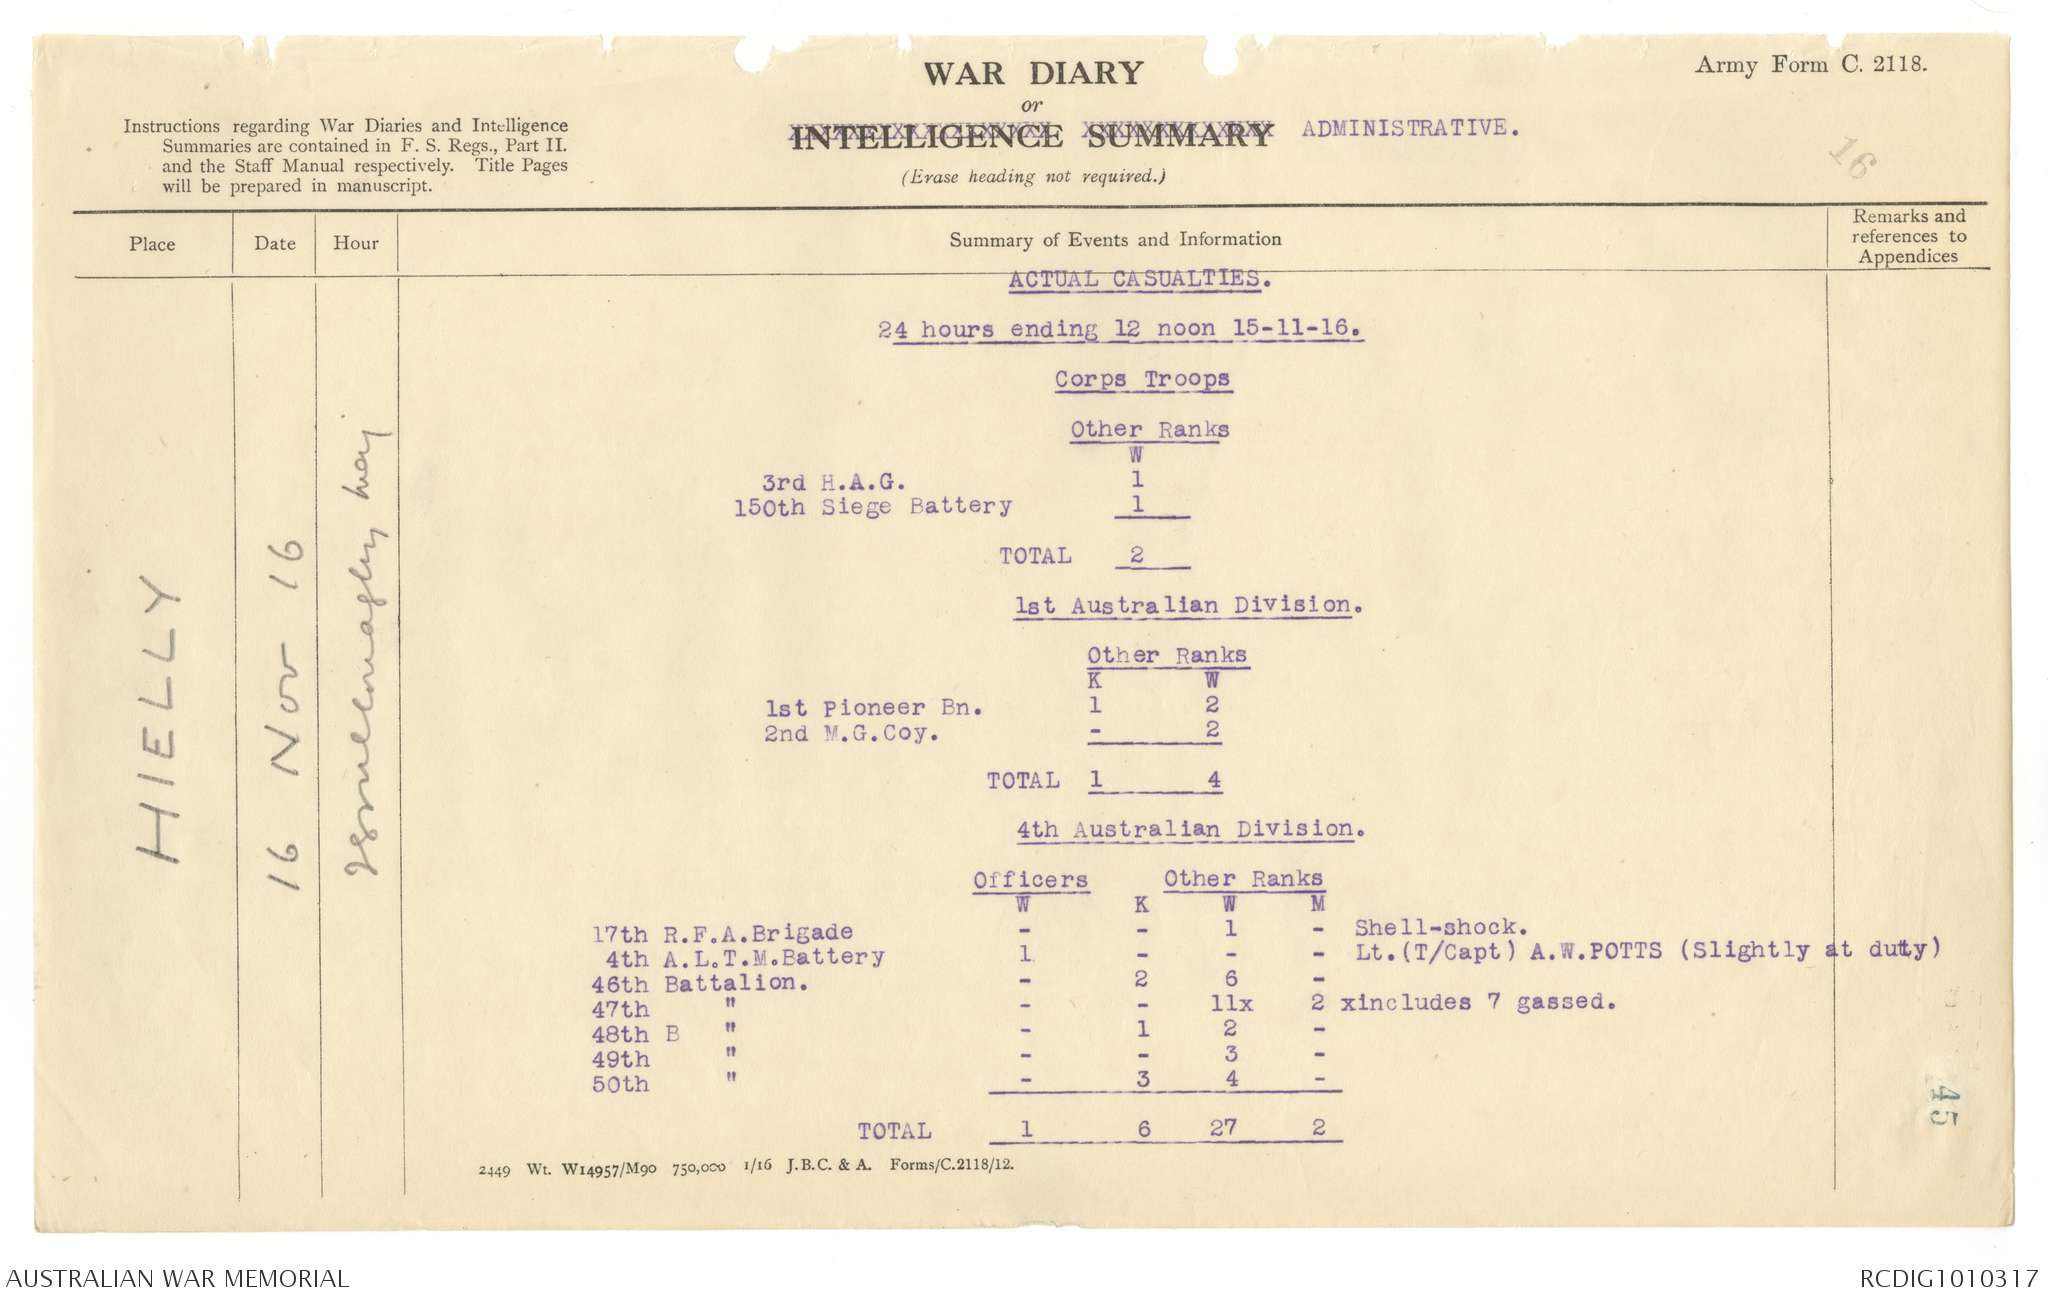 WAR DIARY
or
INTELLIGENCE SUMMARY ADMINISTRATIVE.
(Erase heading not required.)
Army Form C. 2118.
16
Instructions regarding War Diaries and Intelligence
Summaries are contained in F. S. Regs., Part II.
and the Staff Manual respectively. Title Pages
will be prepared in manuscript.
Place Date Hour Summary of Events and Information Remarks and
references to
Appendices
HIELLY
16 Nov 16
ACTUAL CASUALTIES.
24 hours ending 12 noon 15-11-16.
Corps Troops
Other Ranks
W
3rd H.A.G. 1
150th Siege Battery 1
TOTAL 2
1st Australian Division.
Other Ranks
K W
1st Pioneer Bn. 1 2
2nd M.G.Coy. - 2
TOTAL 1 4
4th Australian Division.
Officers Other Ranks
W K W M
17th R.F.A.Brigade - - 1 - Shell-shock.
4th A.L.T.M.Battery 1 - - - Lt.(T/Capt) A.W.POTTS (Slightly at duty)
46th Battalion. - 2 6 -
47th " - - 11x 2 xincludes 7 gassed.
48th B " - 1 2 -
49th " - - 3 -
50th " - 3 4 -
TOTAL 1 6 27 2
45
2449 Wt. W14957/M90 750,000 1/16 J.B.C. & A. Forms/C.2118/12.
AUSTRALIAN WAR MEMORIAL
RCDIG1010317